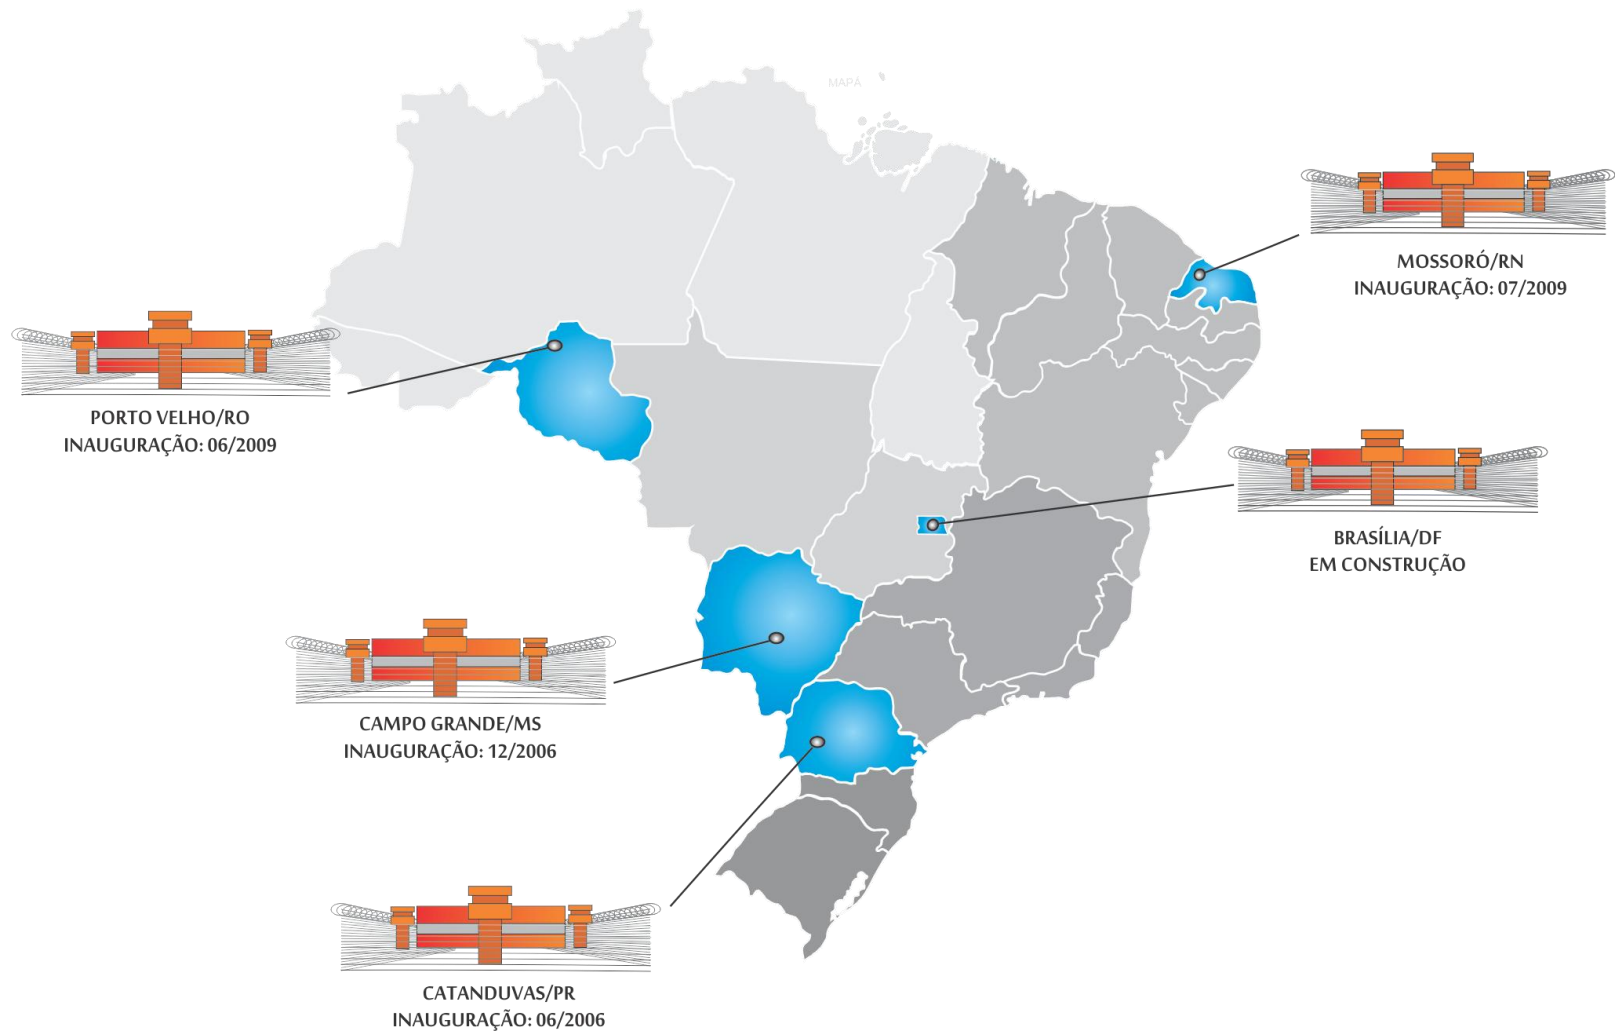 MAPÁ
MOSSORÓ/RN
INAUGURAÇÃO: 07/2009
PORTO VELHO/RO
INAUGURAÇÃO: 06/2009
BRASÍLIA/DF
EM CONSTRUÇÃO
CAMPO GRANDE/MS
INAUGURAÇÃO: 12/2006
CATANDUVAS/PR
INAUGURAÇÃO: 06/2006